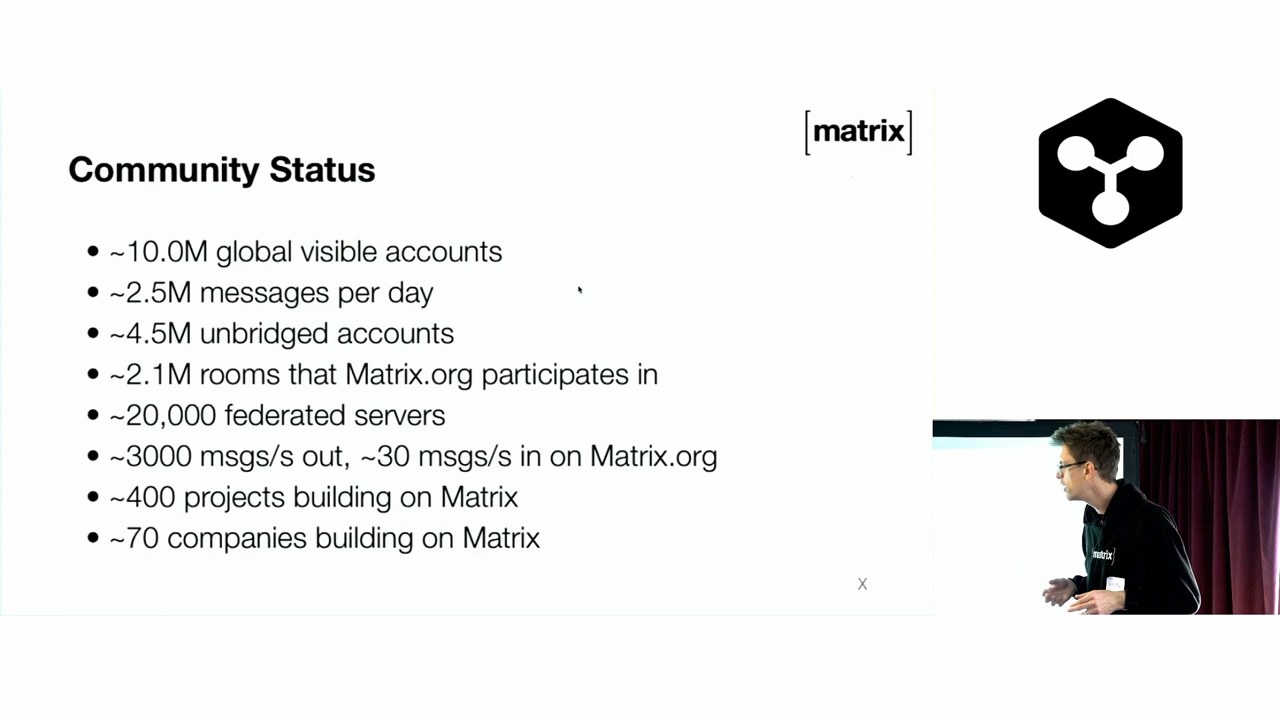 [matrix]
Community Status
• ~10.0M global visible accounts
• ~2.5M messages per day
• ~4.5M unbridged accounts
• ~2.1M rooms that Matrix.org participates in
• ~20,000 federated servers
• ~3000 msgs/s out, ~30 msgs/s in on Matrix.org
• ~400 projects building on Matrix
• ~70 companies building on Matrix
X
[matrix]